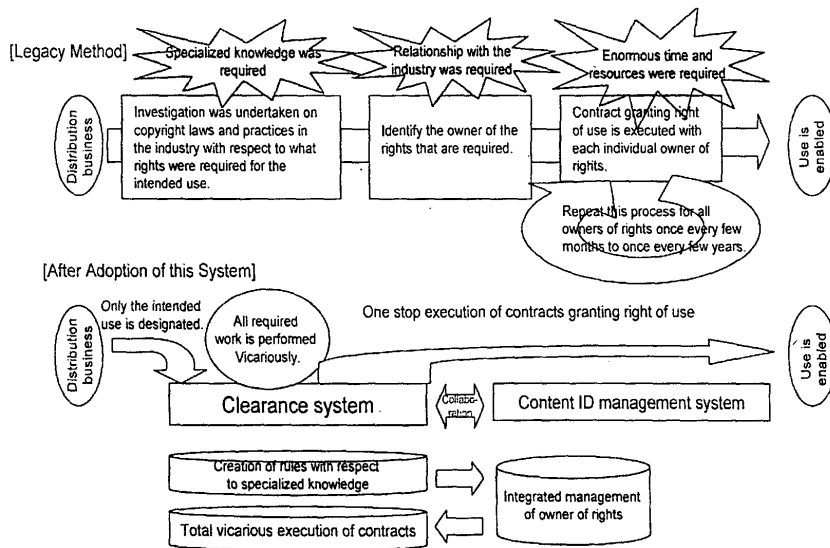 [Legacy Method]
Specialized knowledge was
required
Relationship with the
industry was required
Enormous time and
resources were required
Distribution
business
Investigation was undertaken on
copyright laws and practices in
the industry with respect to what
rights were required for the
intended use.
Identify the owner of the
rights that are required.
Contract granting right
of use is executed with
each individual owner of
rights.
Use is
enabled
Repeat this process for all
owners of rights once every few
months to once every few years.
[After Adoption of this System]
Distribution
business
Only the intended
use is designated.
All required
work is performed
Vicariously.
One stop execution of contracts granting right of use
Use is
enabled
Clearance system
Collabo-
ration
Content ID management system
Creation of rules with respect
to specialized knowledge
Total vicarious execution of contracts
Integrated management
of owner of rights